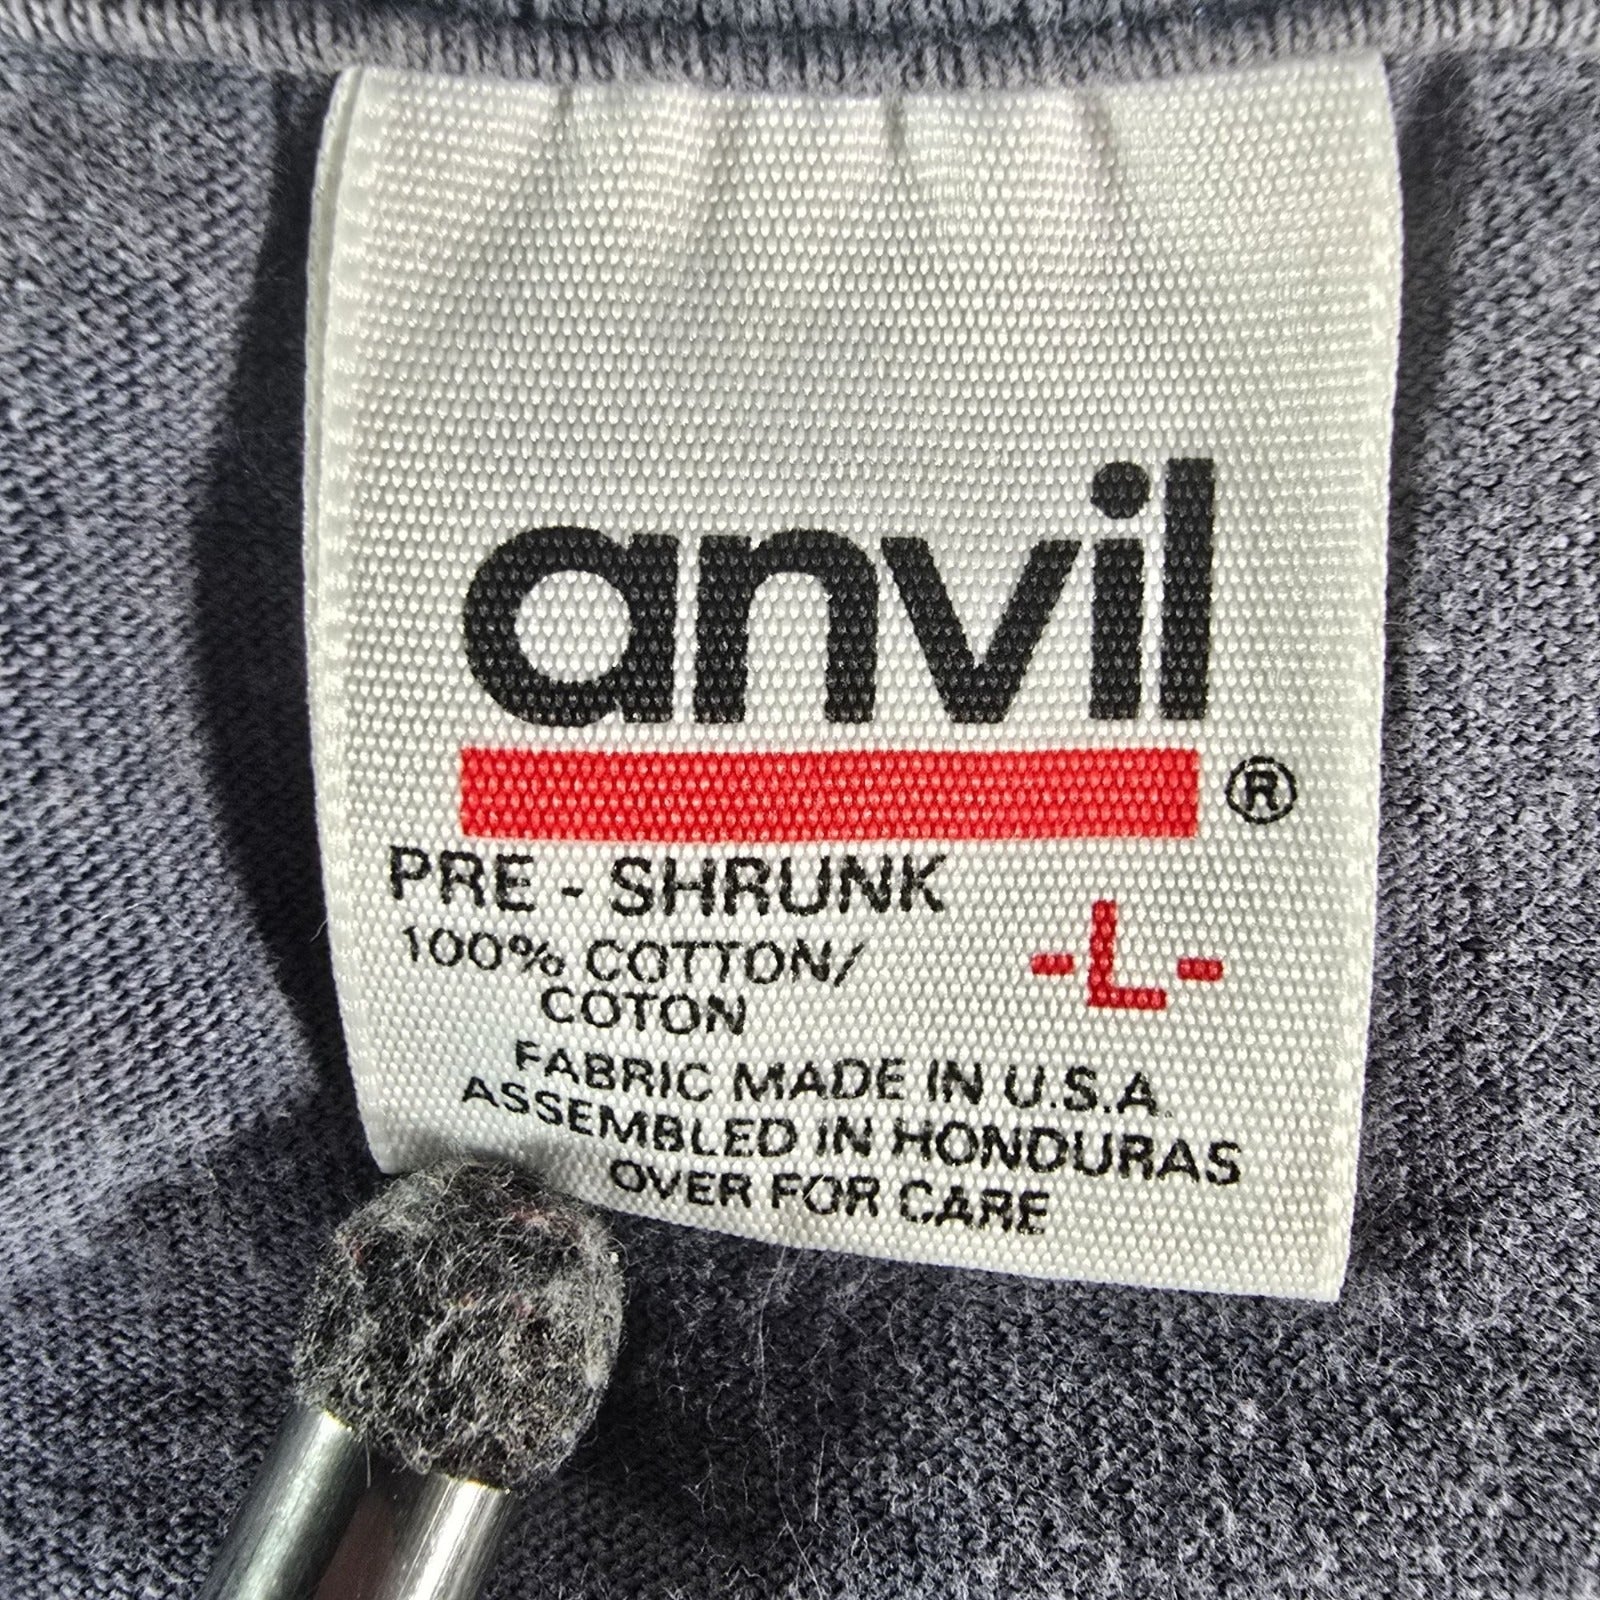 anvil
®
PRE - SHRUNK
100% COTTON/
COTON
-L-
FABRIC MADE IN U.S.A.
ASSEMBLED IN HONDURAS
OVER FOR CARE